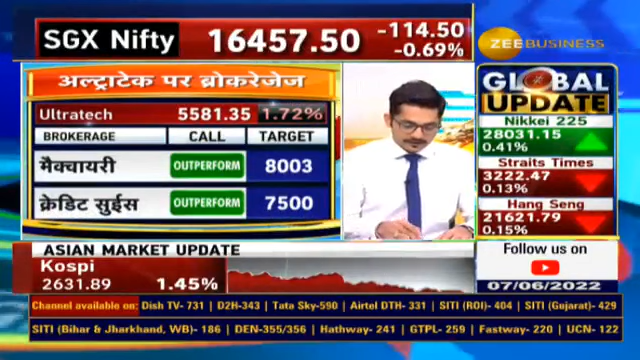 SGX Nifty 16457.50 -114.50 -0.69%
ZEE BUSINESS
अल्ट्राटेक पर ब्रोकरेजेज
Ultratech 5581.35 1.72%
BROKERAGE CALL TARGET
मैक्वायरी OUTPERFORM 8003
क्रेडिट सुईस OUTPERFORM 7500
GLOBAL
UPDATE
Nikkei 225
28031.15
0.41%
Straits Times
3222.47
0.13%
Hang Seng
21621.79
0.15%
ASIAN MARKET UPDATE
Kospi
2631.89 1.45%
Follow us on
07/06/2022
Channel available on: Dish TV- 731 | D2H-343 | Tata Sky-590 | Airtel DTH- 331 | SITI (ROI)- 404 | SITI (Gujarat)- 429
SITI (Bihar & Jharkhand, WB)- 186 | DEN-355/356 | Hathway- 241 | GTPL- 259 | Fastway- 220 | UCN- 122